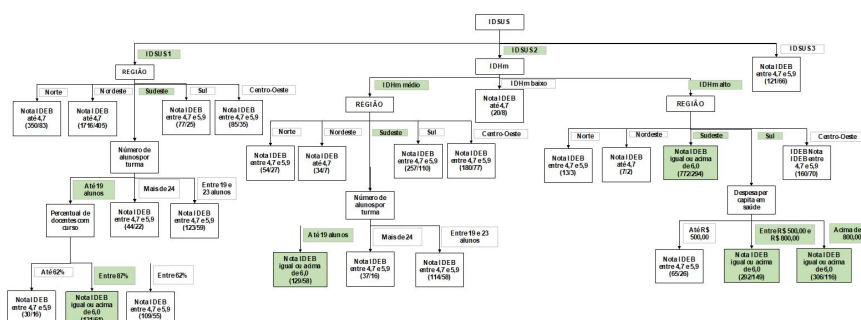 IDSUS
IDSUS 1
IDSUS 2
IDSUS 3
REGIÃO
IDHm
Nota IDEB
entre 4,7 e 5,9
(121/66)
Norte
Nordeste
Sudeste
Sul
Centro-Oeste
IDHm médio
IDHm baixo
IDHm alto
Nota IDEB
até 4,7
(350/83)
Nota IDEB
até 4,7
(1716/405)
Nota IDEB
entre 4,7 e 5,9
(77/25)
Nota IDEB
entre 4,7 e 5,9
(85/35)
REGIÃO
Nota IDEB
até 4,7
(20/8)
REGIÃO
Norte
Nordeste
Sudeste
Sul
Centro-Oeste
Norte
Nordeste
Sudeste
Sul
Centro-Oeste
Número de
alunos por
turma
Nota IDEB
entre 4,7 e 5,9
(54/27)
Nota IDEB
até 4,7
(34/7)
Nota IDEB
entre 4,7 e 5,9
(257/110)
Nota IDEB
entre 4,7 e 5,9
(180/77)
Nota IDEB
entre 4,7 e 5,9
(13/3)
Nota IDEB
até 4,7
(7/2)
Nota IDEB
igual ou acima
de 6,0
(772/294)
IDEB Nota
IDEB entre
4,7 e 5,9
(160/70)
Até 19
alunos
Mais de 24
Entre 19 e
23 alunos
Número de
alunos por
turma
Despesa per
capita em
saúde
Percentual de
docentes com
curso
Nota IDEB
entre 4,7 e 5,9
(44/22)
Nota IDEB
entre 4,7 e 5,9
(123/59)
Até 19 alunos
Mais de 24
Entre 19 e 23
alunos
Até R$
500,00
Entre R$ 500,00 e
R$ 800,00
Acima de
800,00
Nota IDEB
igual ou acima
de 6,0
(129/58)
Nota IDEB
entre 4,7 e 5,9
(37/16)
Nota IDEB
entre 4,7 e 5,9
(114/58)
Nota IDEB
entre 4,7 e 5,9
(65/26)
Nota IDEB
igual ou acima
de 6,0
(292/149)
Nota IDEB
igual ou acima
de 6,0
(306/116)
Até 62%
Entre 87%
Entre 62%
Nota IDEB
entre 4,7 e 5,9
(30/16)
Nota IDEB
igual ou acima
de 6,0
Nota IDEB
entre 4,7 e 5,9
(109/55)